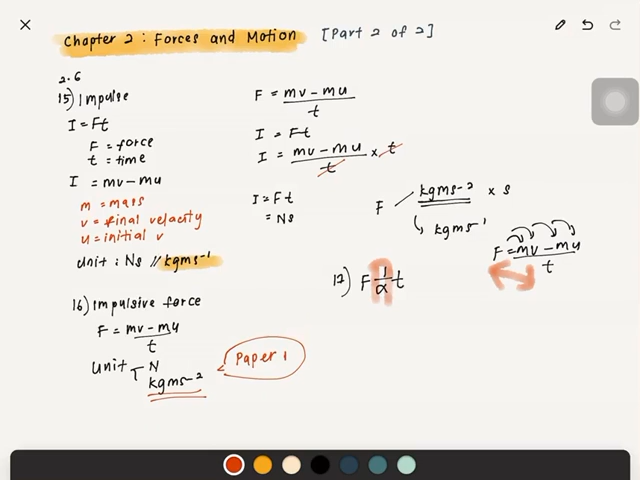 Chapter 2 : Forces and Motion [Part 2 of 2]
2.6
15) Impulse
I = Ft
F = force
t = time
I = mv - mu
m = mass
v = final velocity
u = initial v
unit : Ns // kgms-1
16) Impulsive force
F = mv - mu
t
unit N
kgms-2
Paper 1
F = mv - mu
t
I = Ft
I = mv - mu × t
t
I = Ft
= Ns
F kgms-2 × s
kgms-1
F = mv - mu
t
17) F 1 t
α